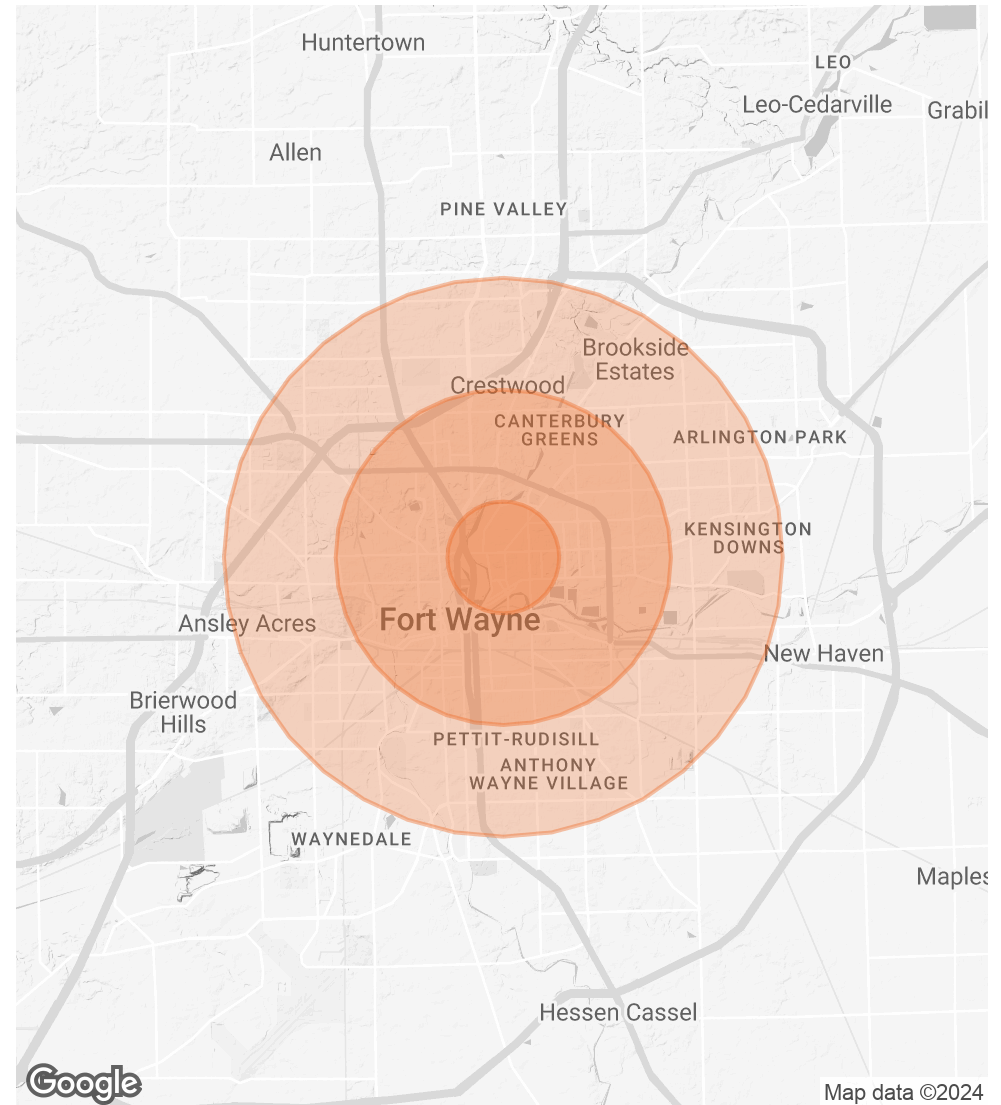 Huntertown
LEO
Leo-Cedarville
Grabil
Allen
PINE VALLEY
Brookside
Estates
Crestwood
CANTERBURY
GREENS
ARLINGTON PARK
KENSINGTON
DOWNS
Fort Wayne
Ansley Acres
New Haven
Brierwood
Hills
PETTIT-RUDISILL
ANTHONY
WAYNE VILLAGE
WAYNEDALE
Maples
Hessen Cassel
Google
Map data ©2024